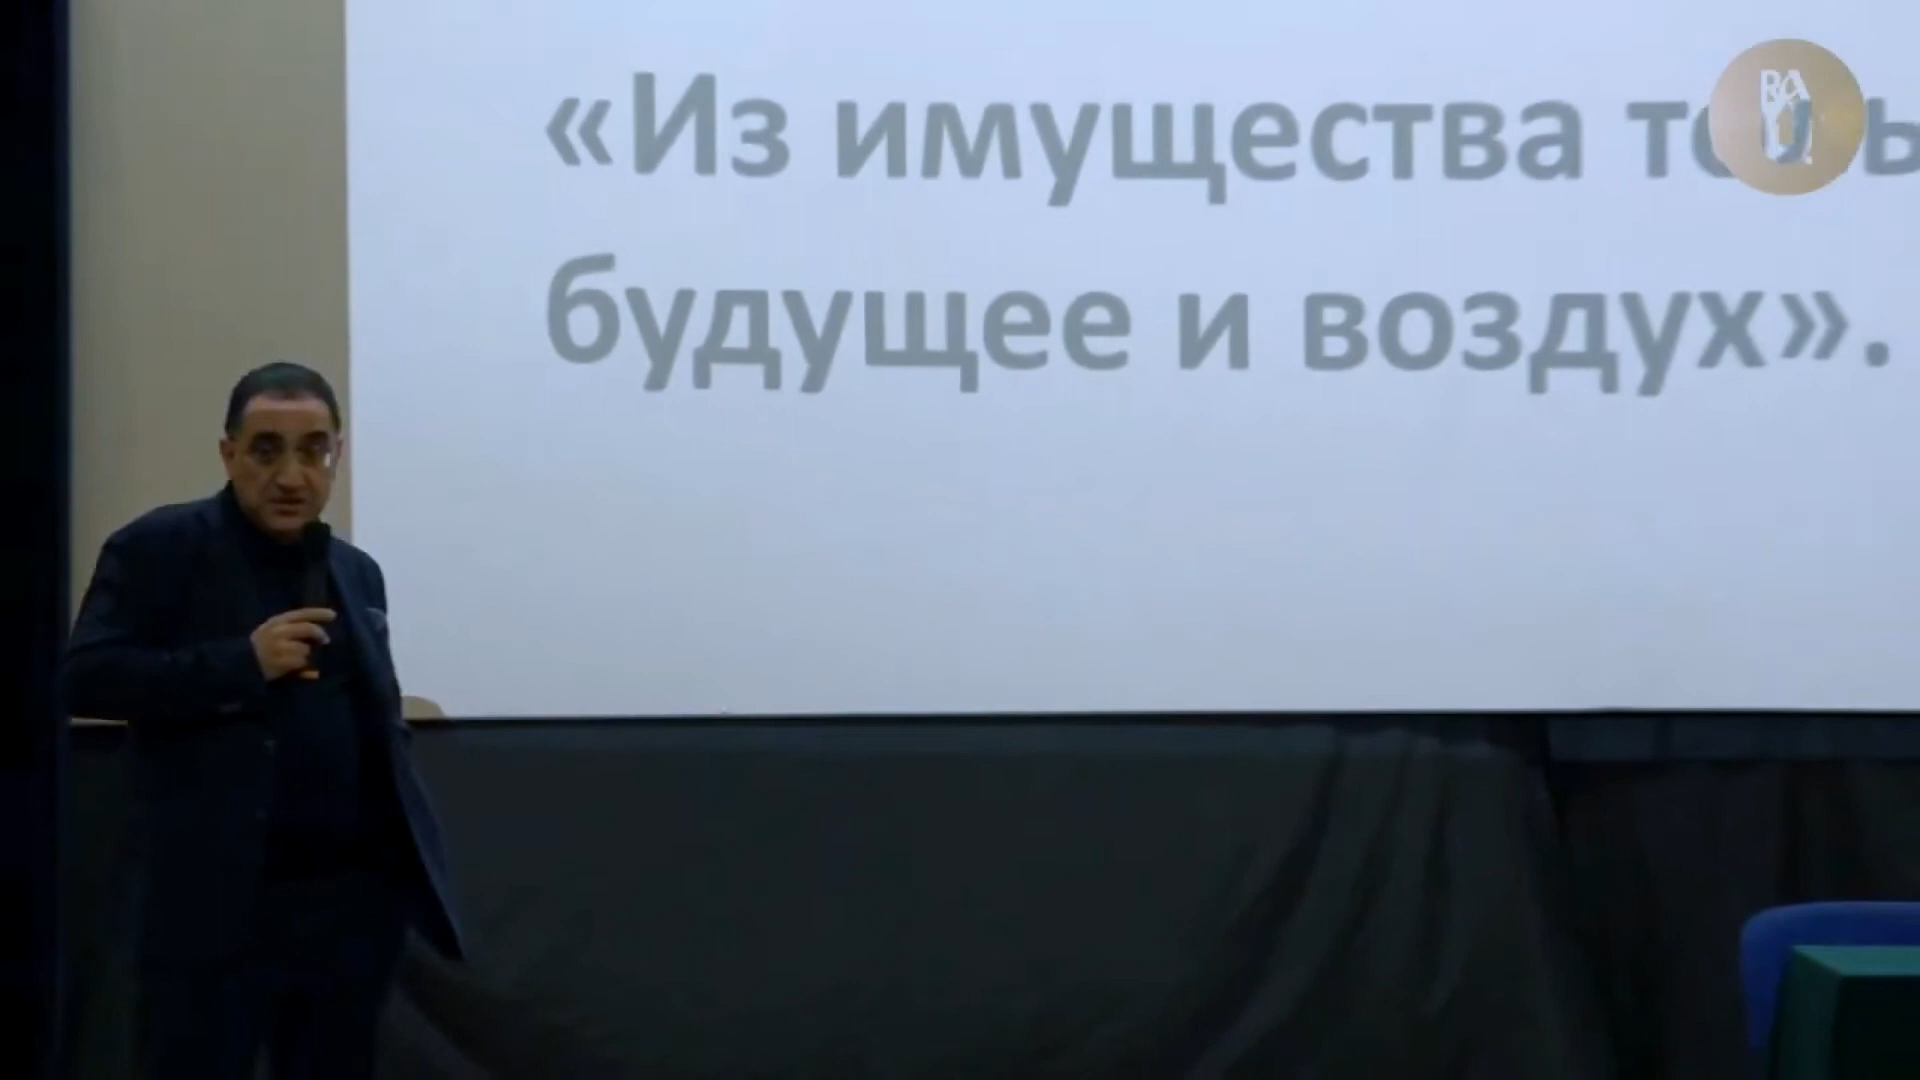 «Из имущества
будущее и воздух».